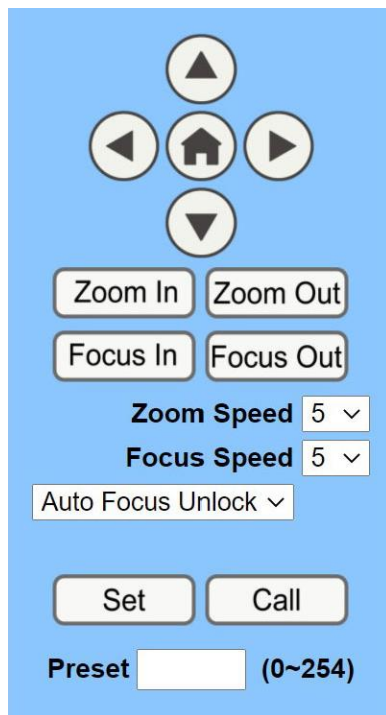 Zoom In Zoom Out
Focus In Focus Out
Zoom Speed 5
Focus Speed 5
Auto Focus Unlock
Set Call
Preset (0~254)